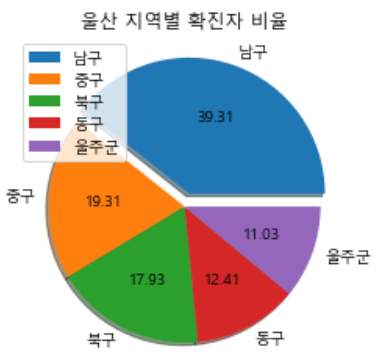 울산 지역별 확진자 비율
남구
중구
북구
동구
울주군
남구
39.31
중구
19.31
11.03
울주군
17.93
12.41
북구
동구